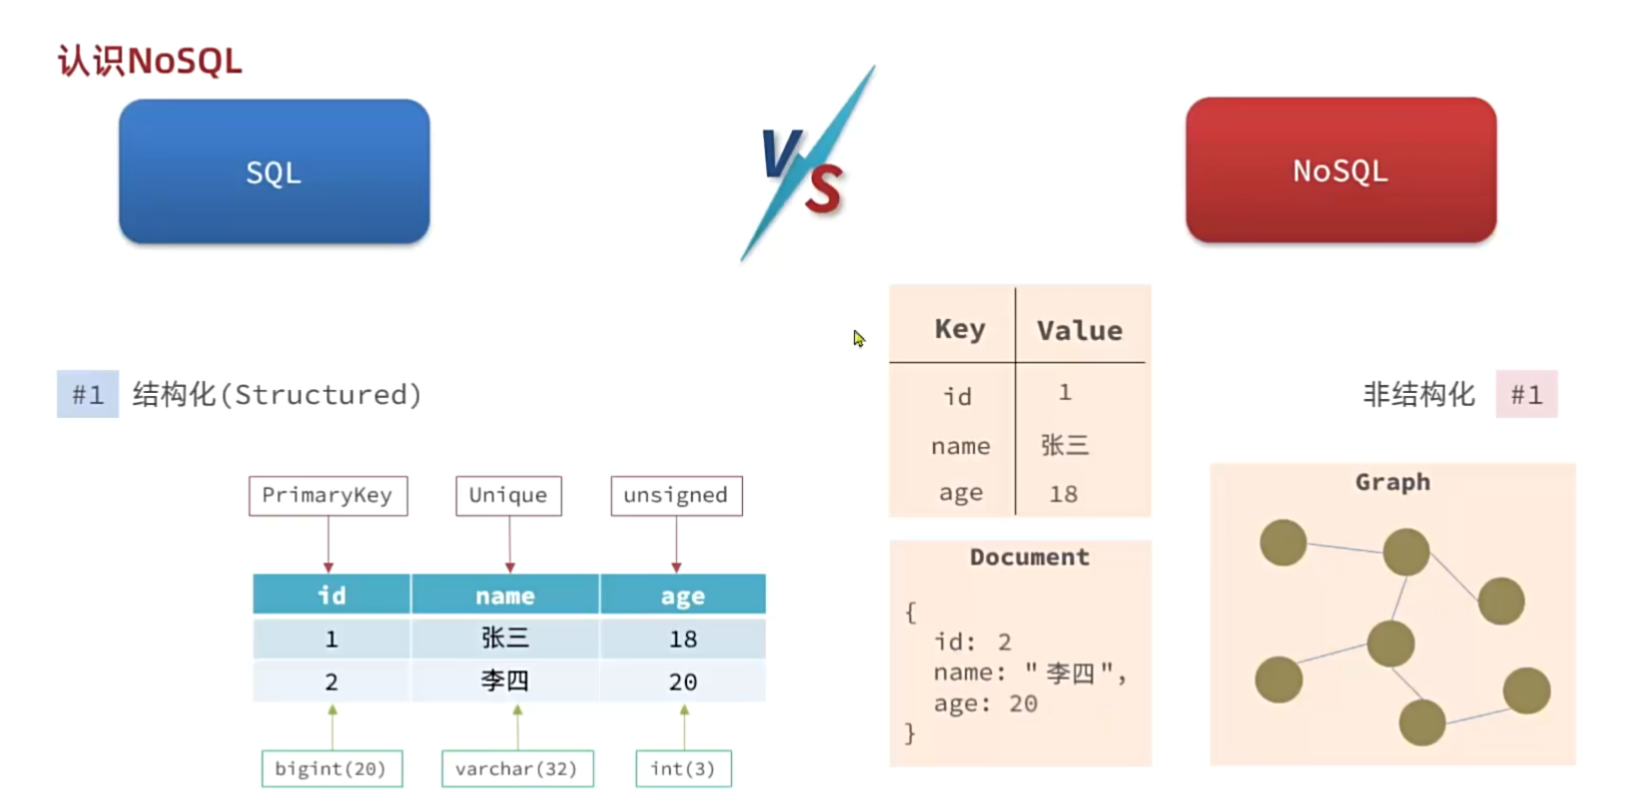 认识NoSQL
SQL
VS
NoSQL
#1 结构化(Structured)
PrimaryKey Unique unsigned
id name age
1 张三 18
2 李四 20
bigint(20) varchar(32) int(3)
Key Value
id 1
name 张三
age 18
Document
{
id: 2
name: "李四",
age: 20
}
非结构化 #1
Graph